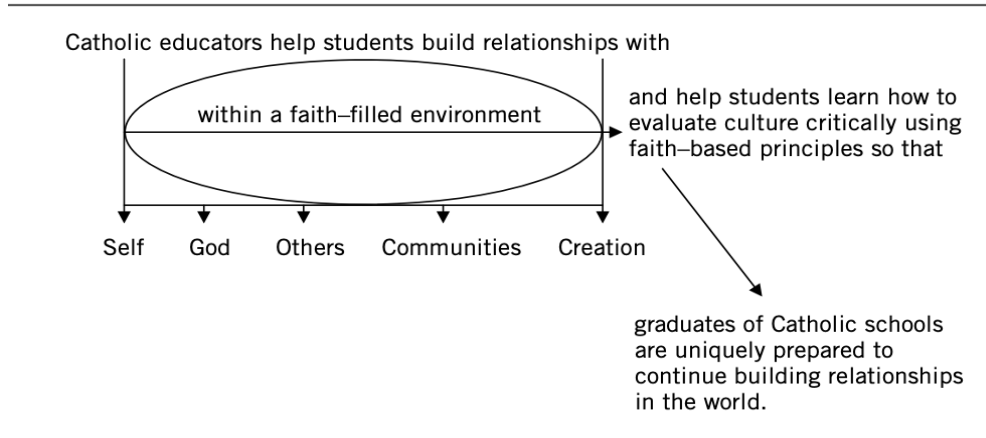 Catholic educators help students build relationships with
within a faith–filled environment
and help students learn how to
evaluate culture critically using
faith–based principles so that
Self God Others Communities Creation
graduates of Catholic schools
are uniquely prepared to
continue building relationships
in the world.